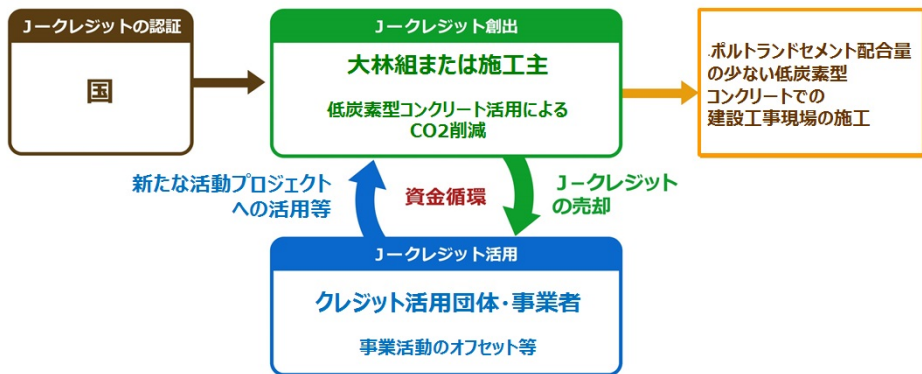 Jークレジットの認証
国
Jークレジット創出
大林組または施工主
低炭素型コンクリート活用による
CO2削減
.ポルトランドセメント配合量
の少ない低炭素型
コンクリートでの
建設工事現場の施工
新たな活動プロジェクト
への活用等
資金循環
Jークレジット
の売却
Jークレジット活用
クレジット活用団体・事業者
事業活動のオフセット等